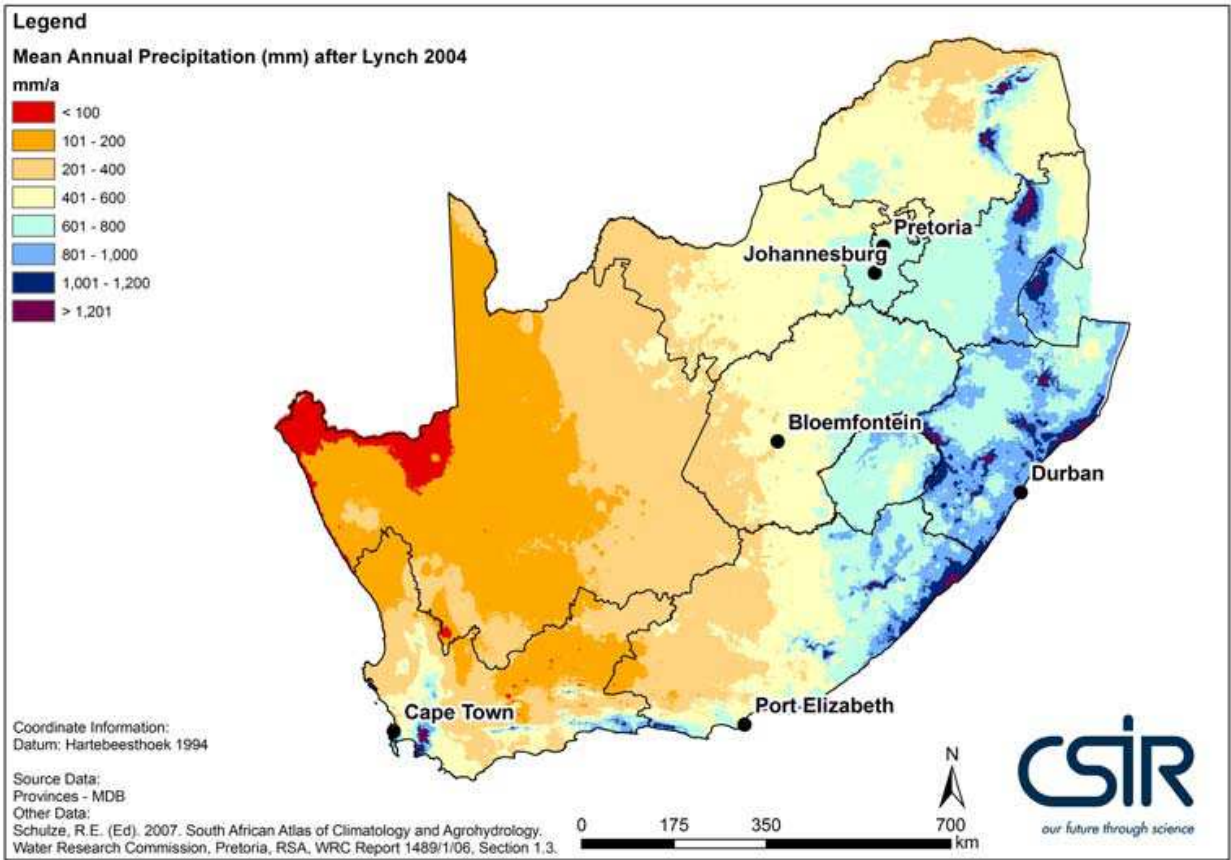 Legend
Mean Annual Precipitation (mm) after Lynch 2004
mm/a
< 100
101 - 200
201 - 400
401 - 600
601 - 800
801 - 1,000
1,001 - 1,200
> 1,201
Pretoria
Johannesburg
Bloemfontein
Durban
Port Elizabeth
Cape Town
Coordinate Information:
Datum: Hartebeesthoek 1994
Source Data:
Provinces - MDB
Other Data:
Schulze, R.E. (Ed). 2007. South African Atlas of Climatology and Agrohydrology.
Water Research Commission, Pretoria, RSA, WRC Report 1489/1/06, Section 1.3.
0 175 350 700
km
N
CSIR
our future through science